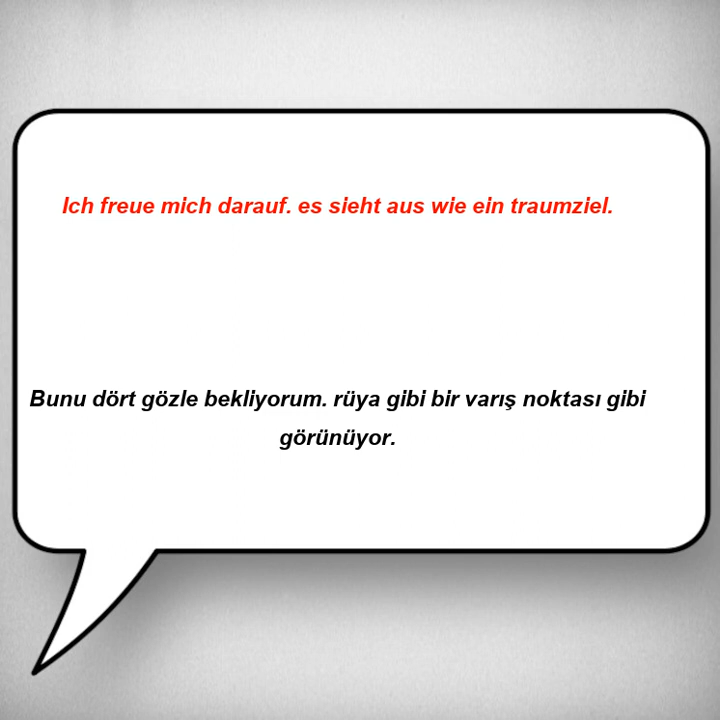 Ich freue mich darauf. es sieht aus wie ein traumziel.
Bunu dört gözle bekliyorum. rüya gibi bir varış noktası gibi
görünüyor.